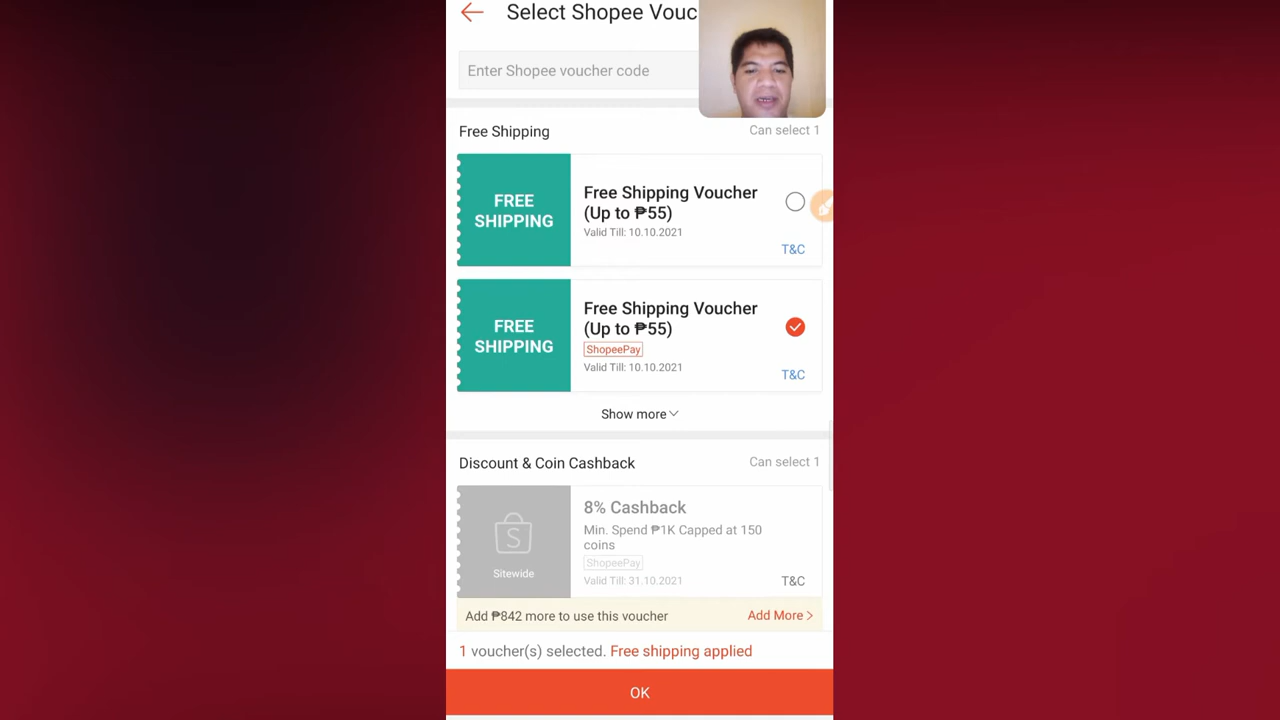 Select Shopee Vouc
Enter Shopee voucher code
Free Shipping
Can select 1
FREE
SHIPPING
Free Shipping Voucher
(Up to ₱55)
Valid Till: 10.10.2021
T&C
FREE
SHIPPING
Free Shipping Voucher
(Up to ₱55)
ShopeePay
Valid Till: 10.10.2021
T&C
Show more
Discount & Coin Cashback
Can select 1
S
Sitewide
8% Cashback
Min. Spend ₱1K Capped at 150
coins
ShopeePay
Valid Till: 31.10.2021
T&C
Add ₱842 more to use this voucher
Add More >
1 voucher(s) selected. Free shipping applied
OK